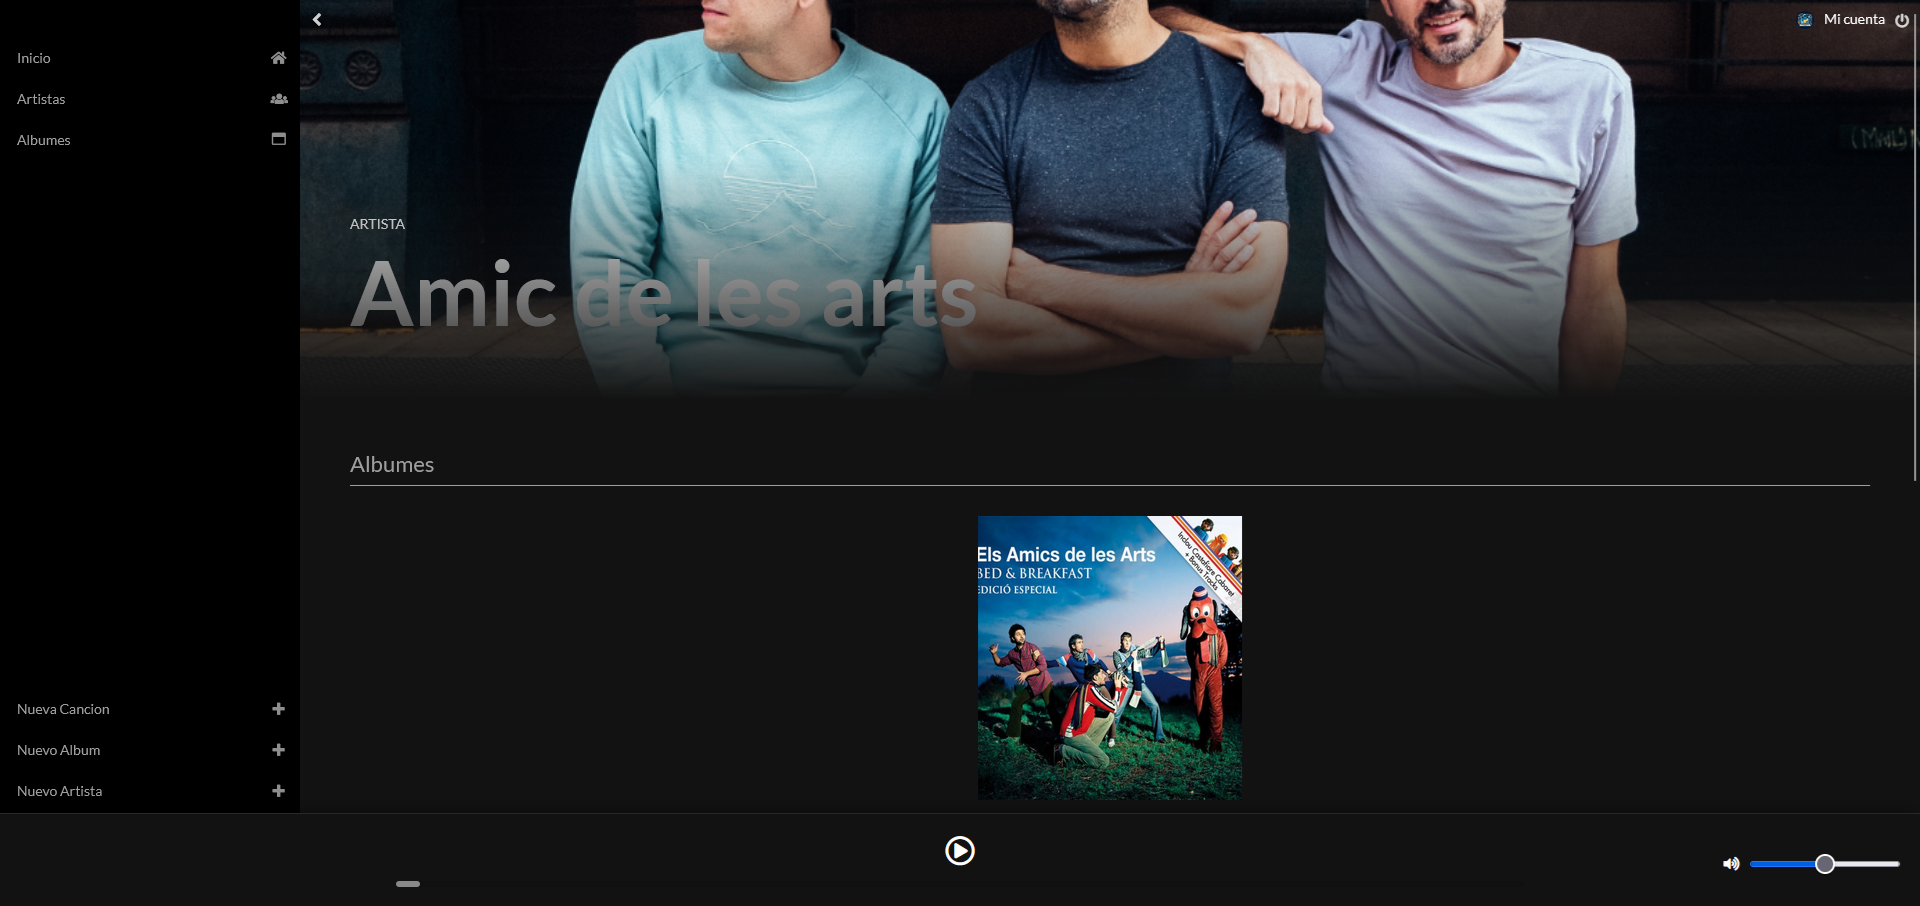 Mi cuenta
Inicio
Artistas
Albumes
ARTISTA
Amic de les arts
Albumes
Els Amics de les Arts
BED & BREAKFAST
EDICIÓ ESPECIAL
Inclou Castafiore Cabaret
+ Bonus Tracks
Nueva Cancion
Nuevo Album
Nuevo Artista